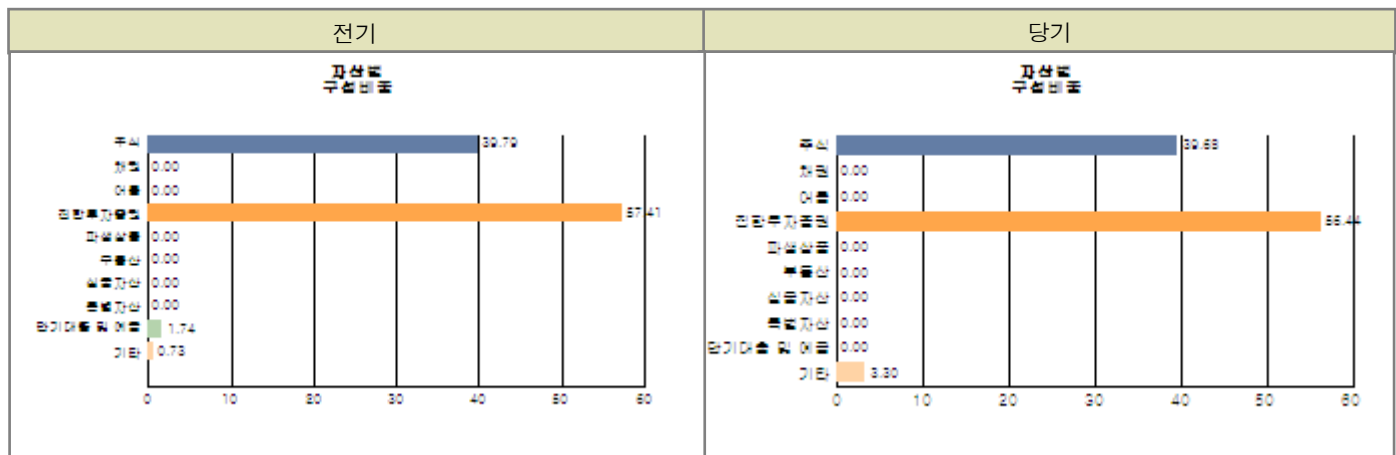 전기
당기
자산별
구성비율
주식 39.79
채권 0.00
어음 0.00
집합투자증권 57.41
파생상품 0.00
부동산 0.00
실물자산 0.00
특별자산 0.00
단기대출 및 예금 1.74
기타 0.73
0 10 20 30 40 50 60
자산별
구성비율
주식
채권 0.00
어음 0.00
집합투자증권
파생상품 0.00
부동산 0.00
실물자산 0.00
특별자산 0.00
단기대출 및 예금 0.00
기타 3.30
0 10 20 30 40 50 60